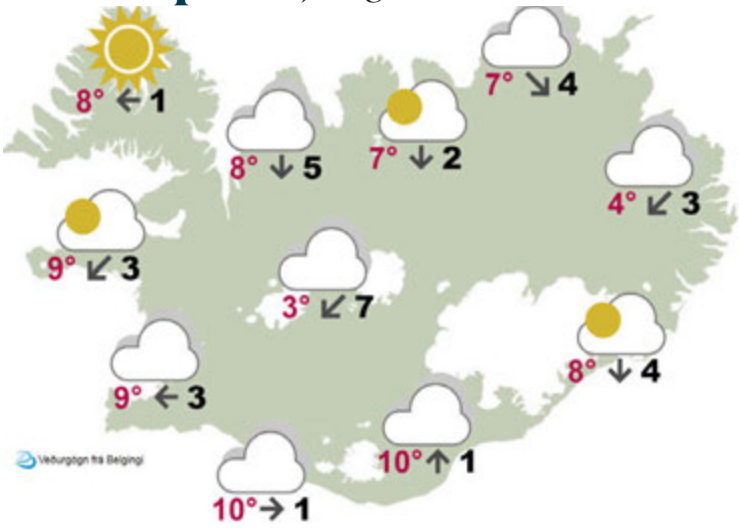 8° ← 1
7° ↘ 4
8° ↓ 5
7° ↓ 2
4° ↙ 3
9° ↙ 3
3° ↙ 7
8° ↓ 4
9° ← 3
10° ↑ 1
Veðurgögn frá Belgingi
10° → 1